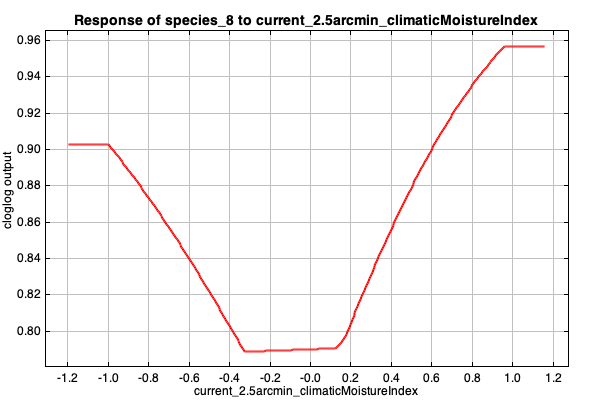 Response of species_8 to current_2.5arcmin_climaticMoistureIndex
cloglog output
0.96
0.94
0.92
0.90
0.88
0.86
0.84
0.82
0.80
-1.2 -1.0 -0.8 -0.6 -0.4 -0.2 -0.0 0.2 0.4 0.6 0.8 1.0 1.2
current_2.5arcmin_climaticMoistureIndex